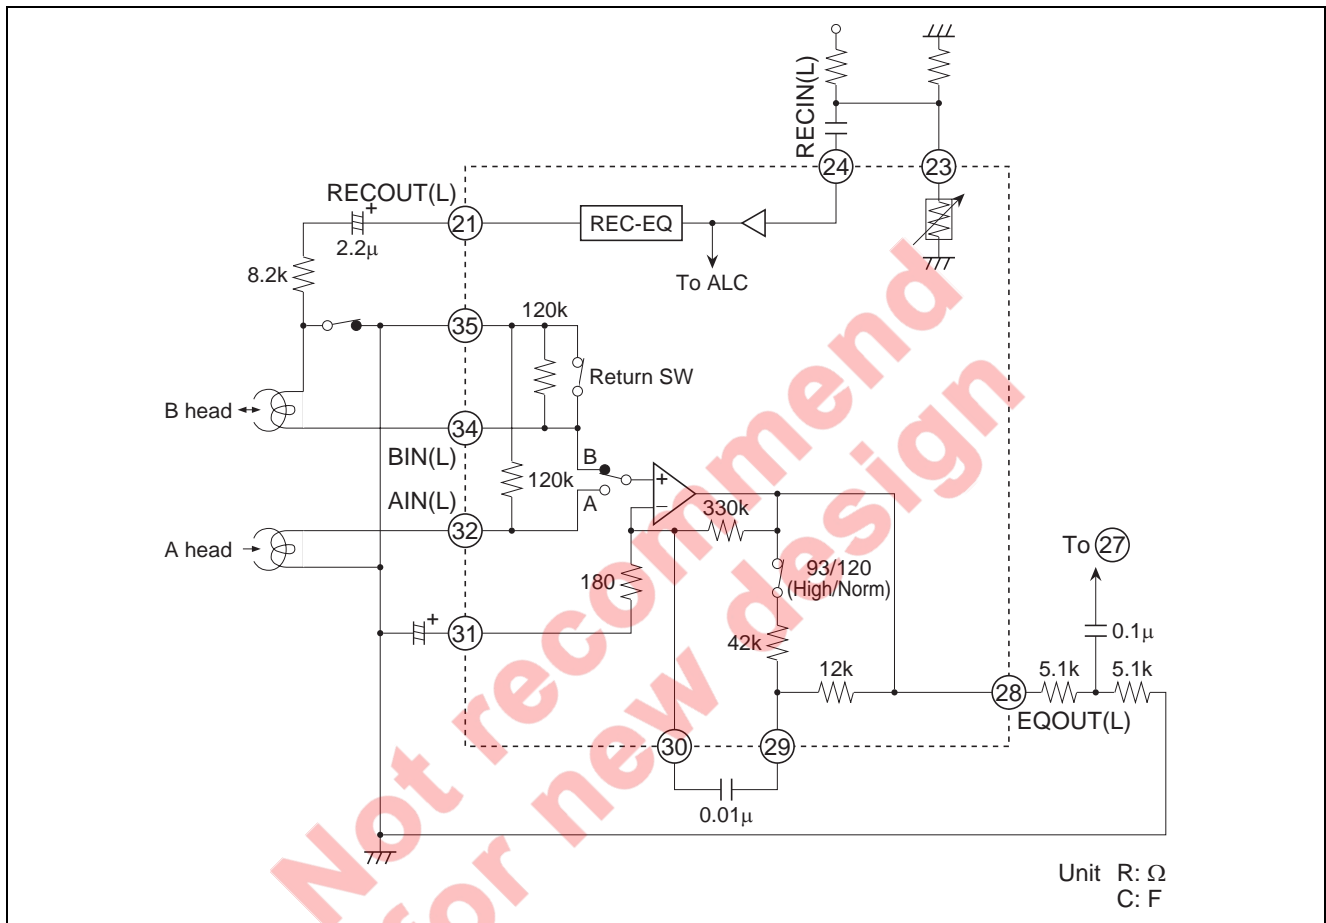 RECIN(L)
24
23
RECOUT(L)
21
+
2.2μ
REC-EQ
To ALC
8.2k
35
120k
Return SW
B head
34
BIN(L)
B
120k
+
AIN(L)
A
−
330k
32
A head
To 27
180
93/120
(High/Norm)
+
31
0.1μ
42k
12k
5.1k
5.1k
28
EQOUT(L)
30
29
0.01μ
Unit R: Ω
C: F
Not recommend
for new design